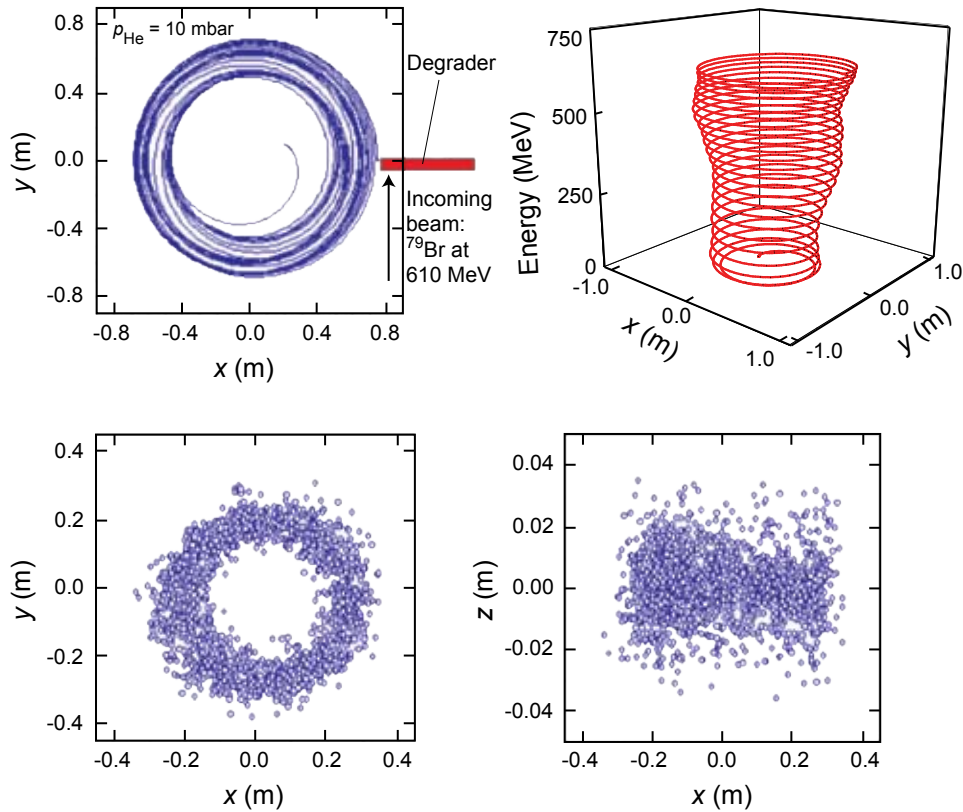 0.8
0.4
0.0
-0.4
-0.8
y (m)
p_He = 10 mbar
Degrader
Incoming
beam:
⁷⁹Br at
610 MeV
-0.8 -0.4 0.0 0.4 0.8
x (m)
750
500
250
0
Energy (MeV)
-1.0
0.0
1.0
x (m)
-1.0
0.0
1.0
y (m)
0.4
0.2
0.0
-0.2
-0.4
y (m)
-0.4 -0.2 0.0 0.2 0.4
x (m)
0.04
0.02
0.00
-0.02
-0.04
z (m)
-0.4 -0.2 0.0 0.2 0.4
x (m)